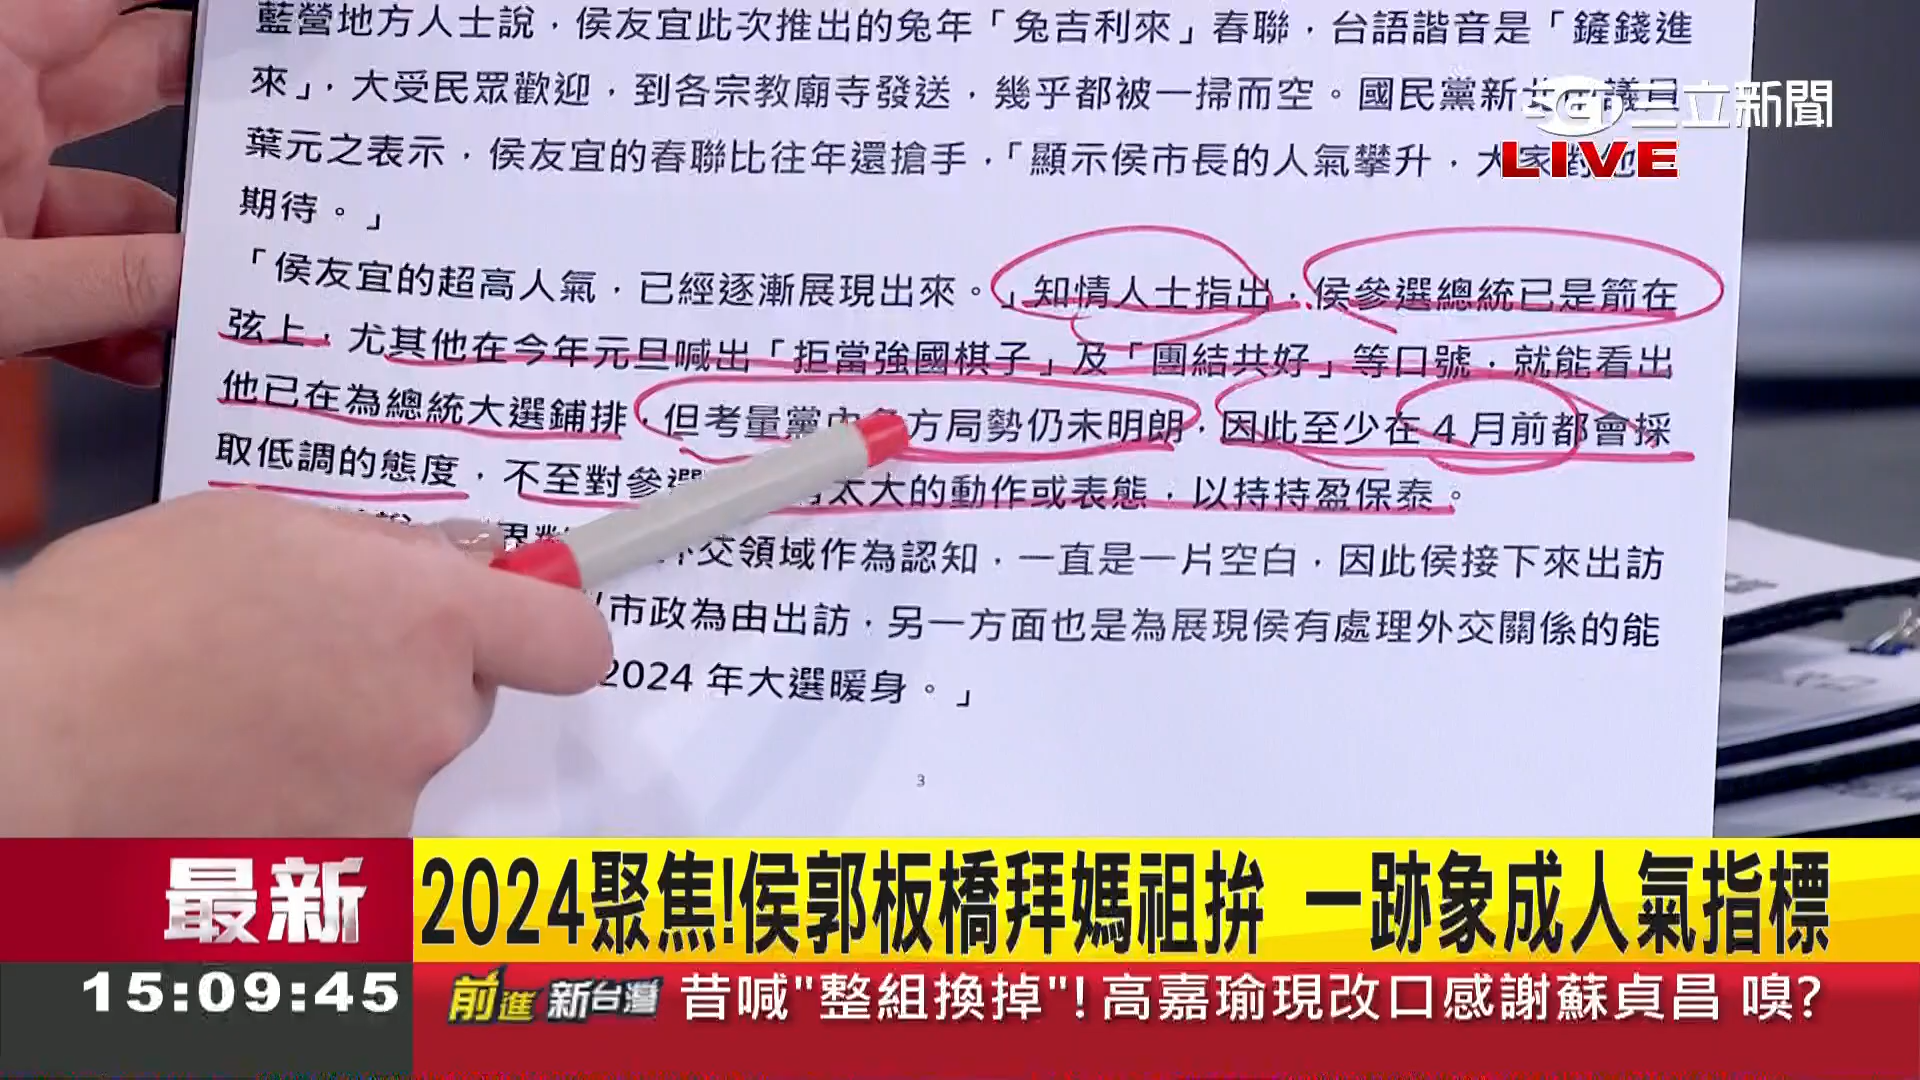 藍營地方人士說，侯友宜此次推出的兔年「兔吉利來」春聯，台語諧音是「鏟錢進
來」，大受民眾歡迎，到各宗教廟寺發送，幾乎都被一掃而空。國民黨新北市議員
葉元之表示，侯友宜的春聯比往年還搶手，「顯示侯市長的人氣攀升，大家對他
期待。」
「侯友宜的超高人氣，已經逐漸展現出來。」知情人士指出，侯參選總統已是箭在
弦上，尤其他在今年元旦喊出「拒當強國棋子」及「團結共好」等口號，就能看出
他已在為總統大選鋪排，但考量黨內各方局勢仍未明朗，因此至少在4月前都會採
取低調的態度，不至對參選 太大的動作或表態，以持持盈保泰。
外交領域作為認知，一直是一片空白，因此侯接下來出訪
以市政為由出訪，另一方面也是為展現侯有處理外交關係的能
2024年大選暖身。」
3
三立新聞
LIVE
最新
2024聚焦!侯郭板橋拜媽祖拚 一跡象成人氣指標
15:09:45
前進新台灣
昔喊"整組換掉"!高嘉瑜現改口感謝蘇貞昌 嗅?